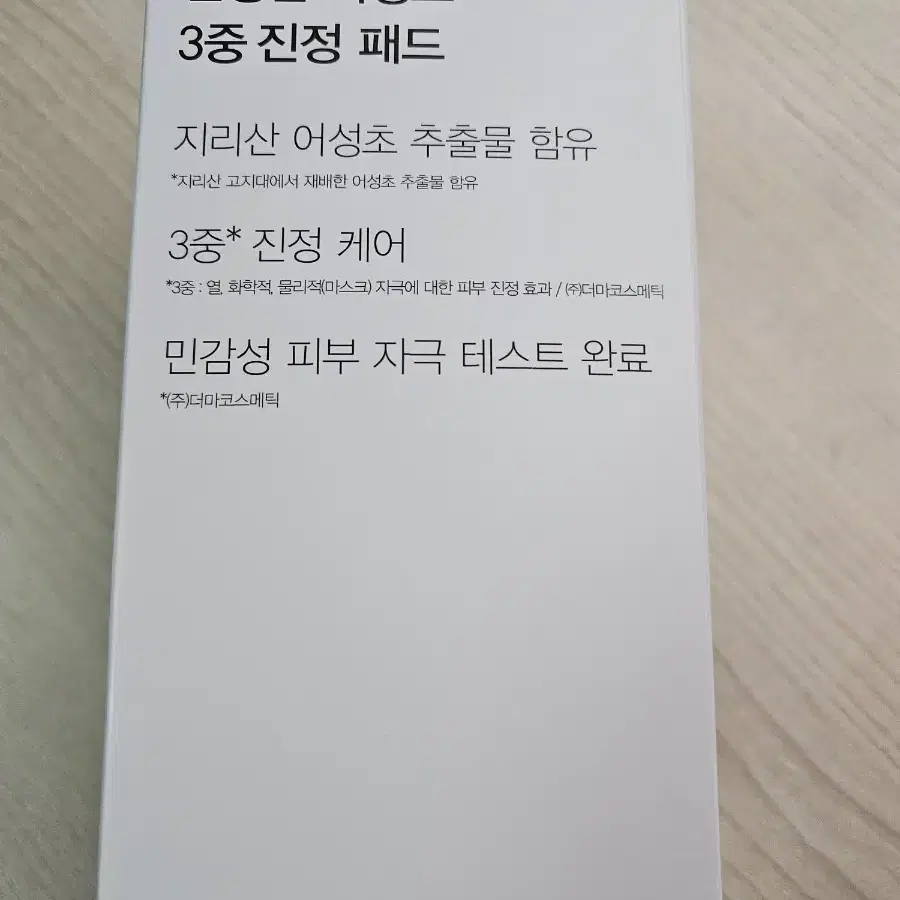 3중 진정 패드
지리산 어성초 추출물 함유
*지리산 고지대에서 재배한 어성초 추출물 함유
3중* 진정 케어
*3중 : 열, 화학적, 물리적(마스크) 자극에 대한 피부 진정 효과 / ㈜더마코스메틱
민감성 피부 자극 테스트 완료
*(주)더마코스메틱